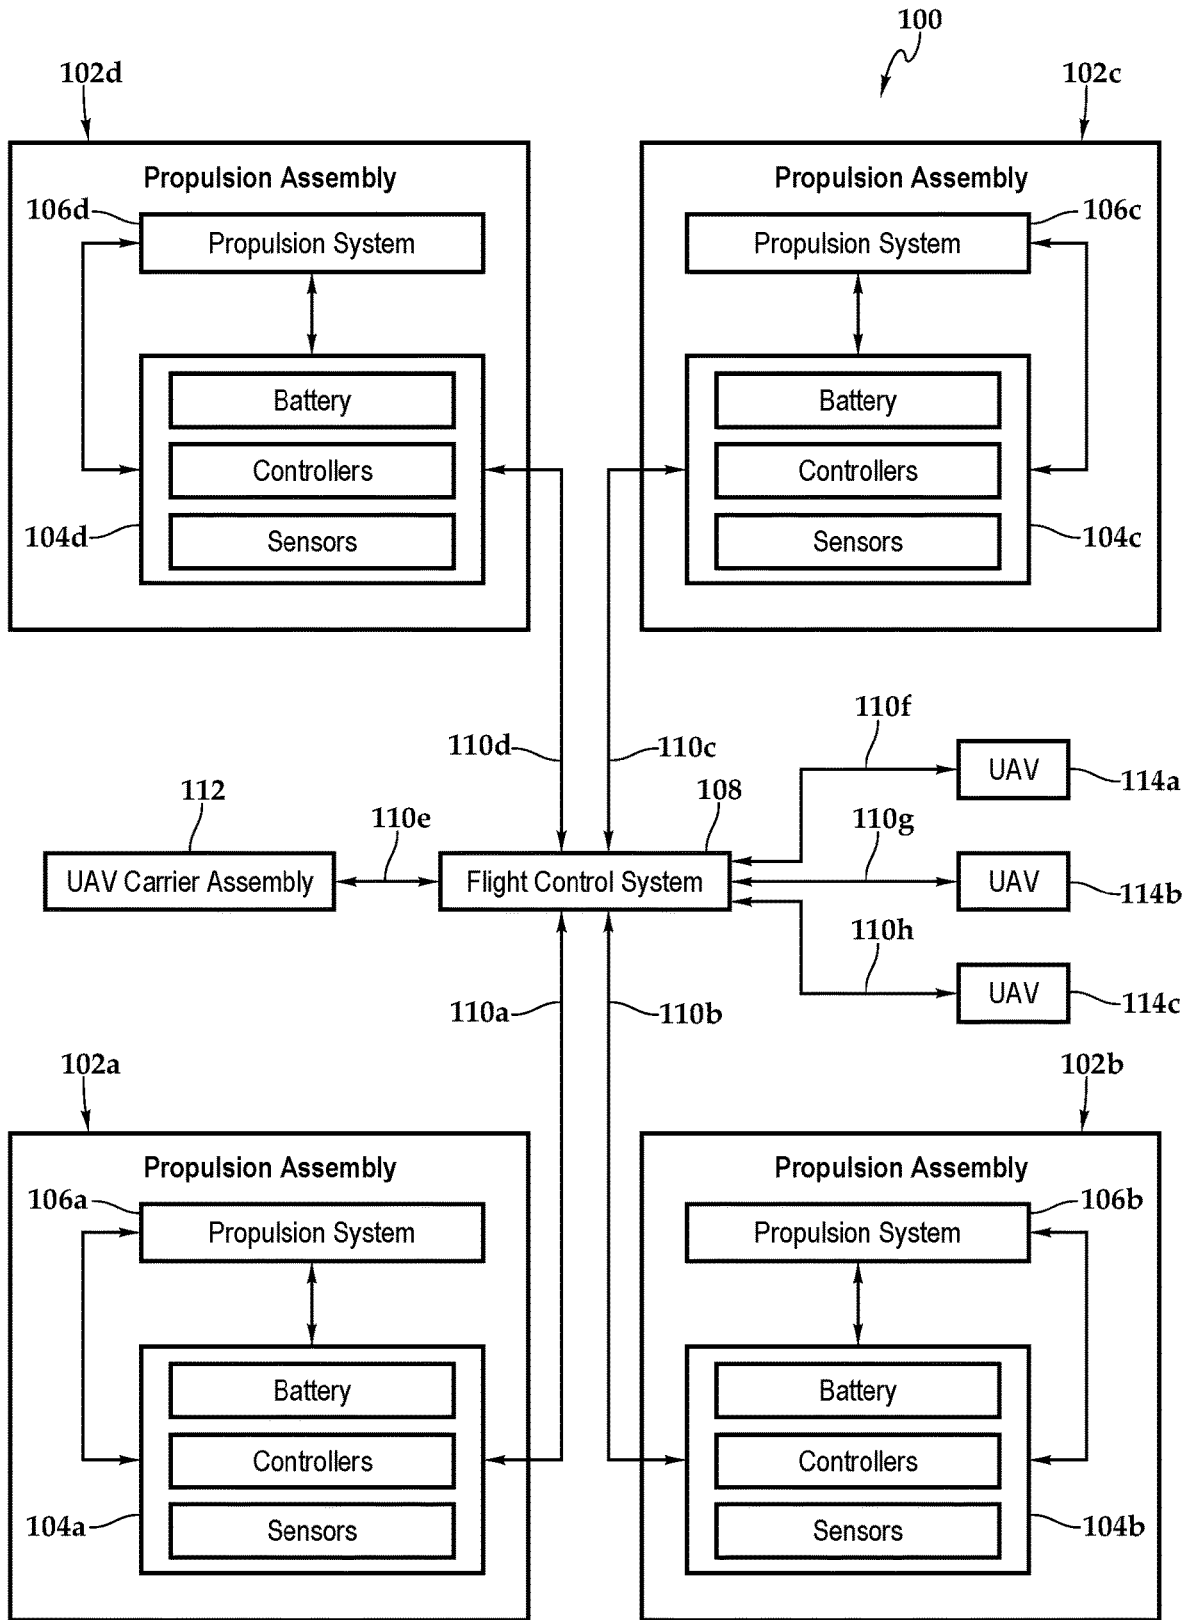 100
102d
102c
Propulsion Assembly
Propulsion Assembly
106d
Propulsion System
Propulsion System
106c
Battery
Battery
Controllers
Controllers
104d
Sensors
Sensors
104c
110f
110d
110c
UAV
114a
112
108
110e
110g
UAV Carrier Assembly
Flight Control System
UAV
114b
110h
110a
110b
UAV
114c
102a
102b
Propulsion Assembly
Propulsion Assembly
106a
Propulsion System
Propulsion System
106b
Battery
Battery
Controllers
Controllers
104a
Sensors
Sensors
104b